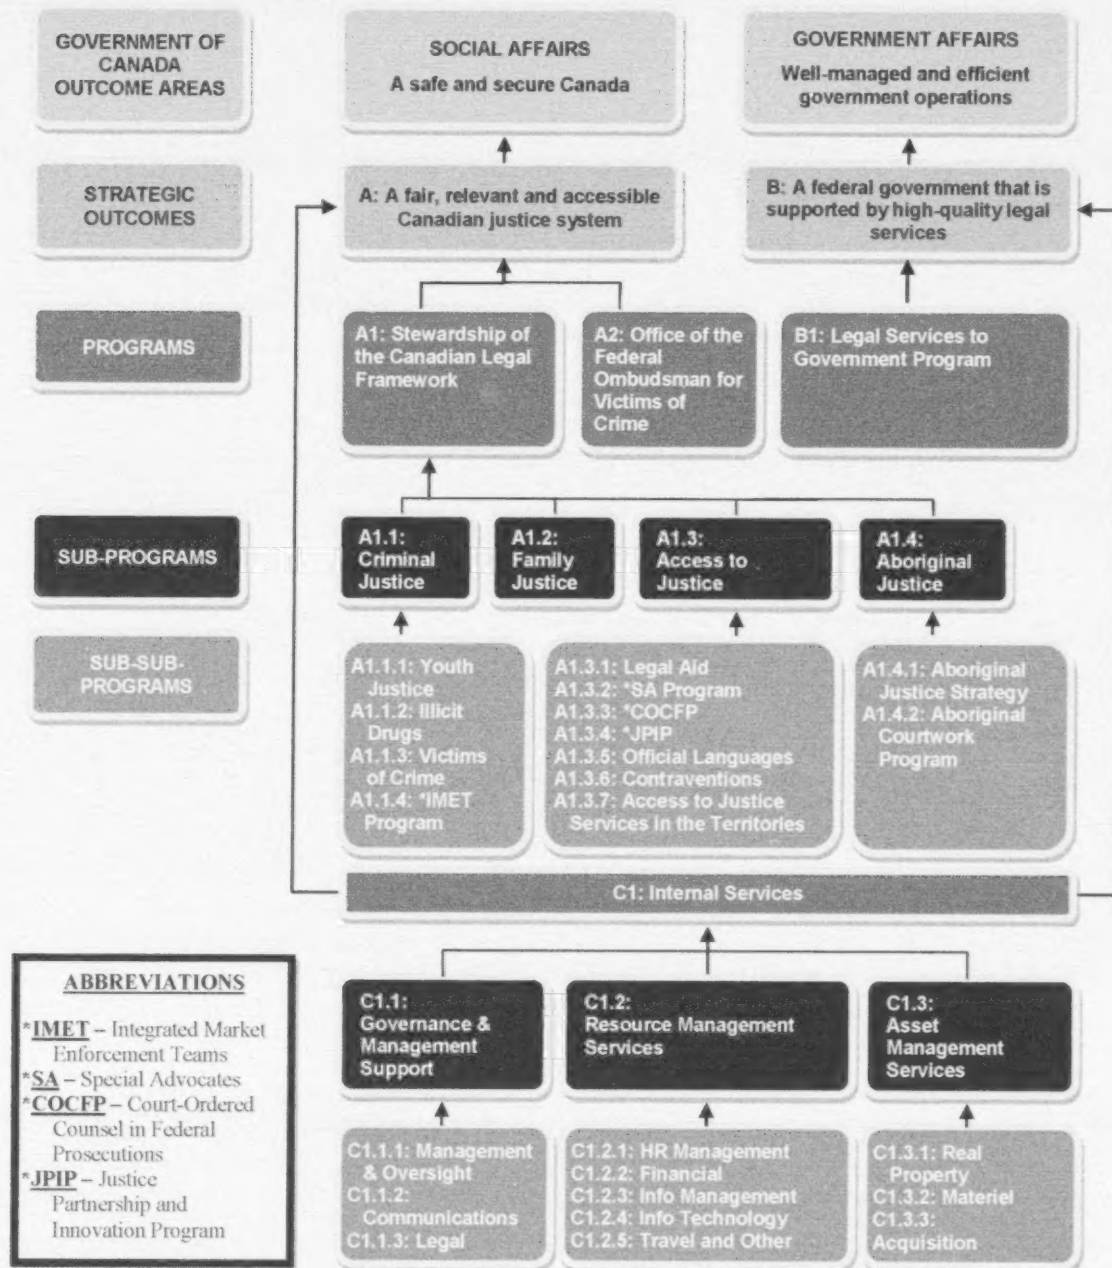 GOVERNMENT OF
CANADA
OUTCOME AREAS
SOCIAL AFFAIRS
A safe and secure Canada
GOVERNMENT AFFAIRS
Well-managed and efficient
government operations
STRATEGIC
OUTCOMES
A: A fair, relevant and accessible
Canadian justice system
B: A federal government that is
supported by high-quality legal
services
PROGRAMS
A1: Stewardship of
the Canadian Legal
Framework
A2: Office of the
Federal
Ombudsman for
Victims of
Crime
B1: Legal Services to
Government Program
SUB-PROGRAMS
A1.1:
Criminal
Justice
A1.2:
Family
Justice
A1.3:
Access to
Justice
A1.4:
Aboriginal
Justice
SUB-SUB-
PROGRAMS
A1.1.1: Youth
Justice
A1.1.2: Illicit
Drugs
A1.1.3: Victims
of Crime
A1.1.4: *IMET
Program
A1.3.1: Legal Aid
A1.3.2: *SA Program
A1.3.3: *COCFP
A1.3.4: *JPIP
A1.3.5: Official Languages
A1.3.6: Contraventions
A1.3.7: Access to Justice
Services in the Territories
A1.4.1: Aboriginal
Justice Strategy
A1.4.2: Aboriginal
Courtwork
Program
C1: Internal Services
ABBREVIATIONS
*IMET – Integrated Market
Enforcement Teams
*SA – Special Advocates
*COCFP – Court-Ordered
Counsel in Federal
Prosecutions
*JPIP – Justice
Partnership and
Innovation Program
C1.1:
Governance &
Management
Support
C1.2:
Resource Management
Services
C1.3:
Asset
Management
Services
C1.1.1: Management
& Oversight
C1.1.2:
Communications
C1.1.3: Legal
C1.2.1: HR Management
C1.2.2: Financial
C1.2.3: Info Management
C1.2.4: Info Technology
C1.2.5: Travel and Other
C1.3.1: Real
Property
C1.3.2: Materiel
C1.3.3:
Acquisition